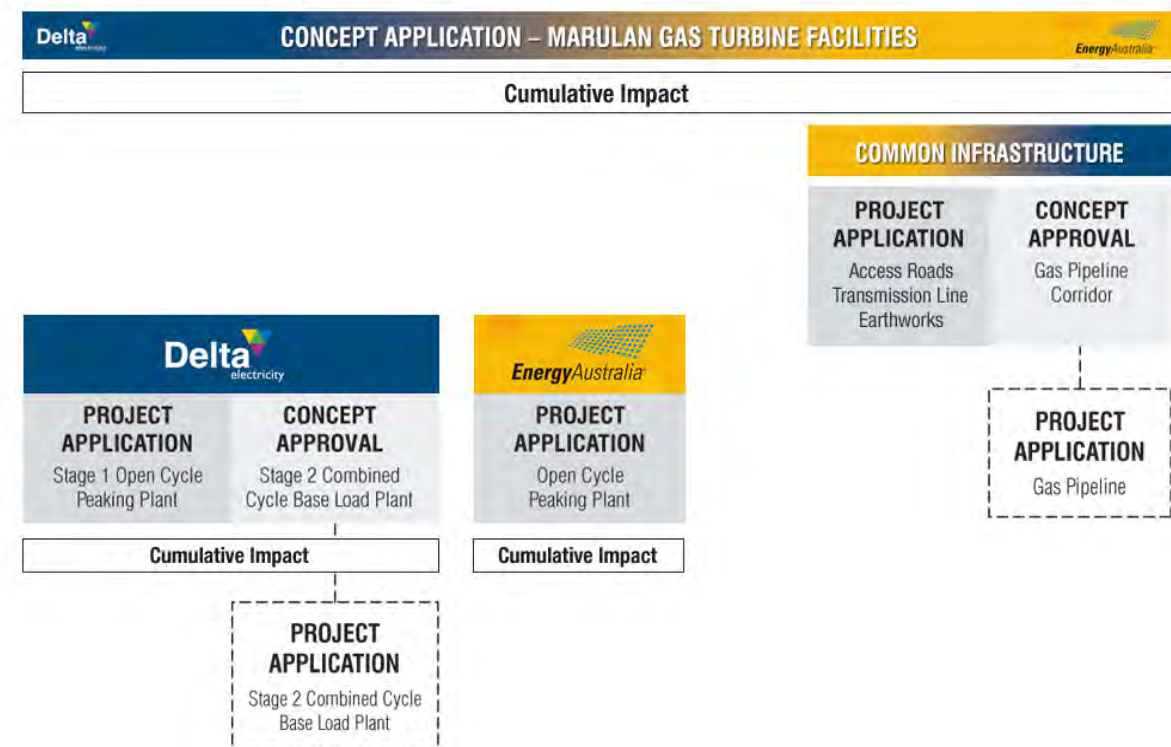 Delta
electricity
CONCEPT APPLICATION – MARULAN GAS TURBINE FACILITIES
EnergyAustralia
Cumulative Impact
COMMON INFRASTRUCTURE
PROJECT
APPLICATION
Access Roads
Transmission Line
Earthworks
CONCEPT
APPROVAL
Gas Pipeline
Corridor
PROJECT
APPLICATION
Gas Pipeline
Delta
electricity
PROJECT
APPLICATION
Stage 1 Open Cycle
Peaking Plant
CONCEPT
APPROVAL
Stage 2 Combined
Cycle Base Load Plant
Cumulative Impact
PROJECT
APPLICATION
Stage 2 Combined Cycle
Base Load Plant
EnergyAustralia
PROJECT
APPLICATION
Open Cycle
Peaking Plant
Cumulative Impact